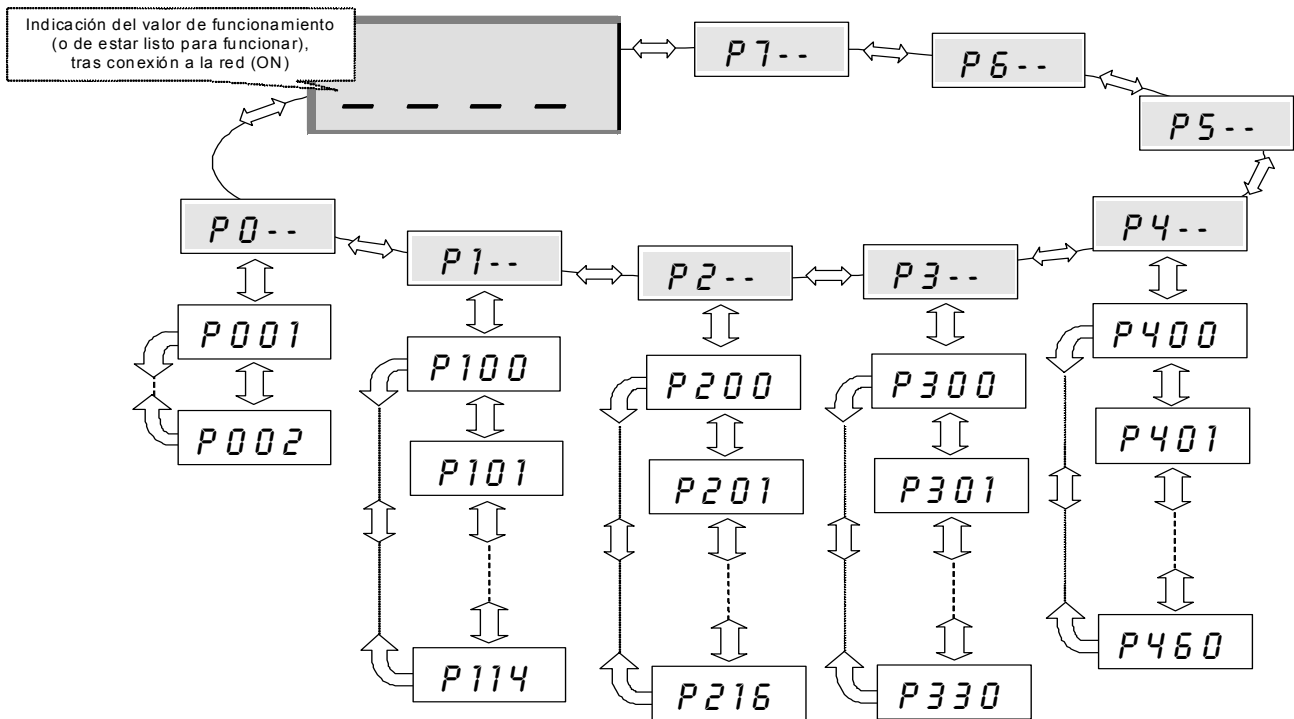 Indicación del valor de funcionamiento
(o de estar listo para funcionar),
tras conexión a la red (ON)
_ _ _ _
P7--
P6--
P5--
P0--
P1--
P2--
P3--
P4--
P001
P002
P100
P101
P114
P200
P201
P216
P300
P301
P330
P400
P401
P460